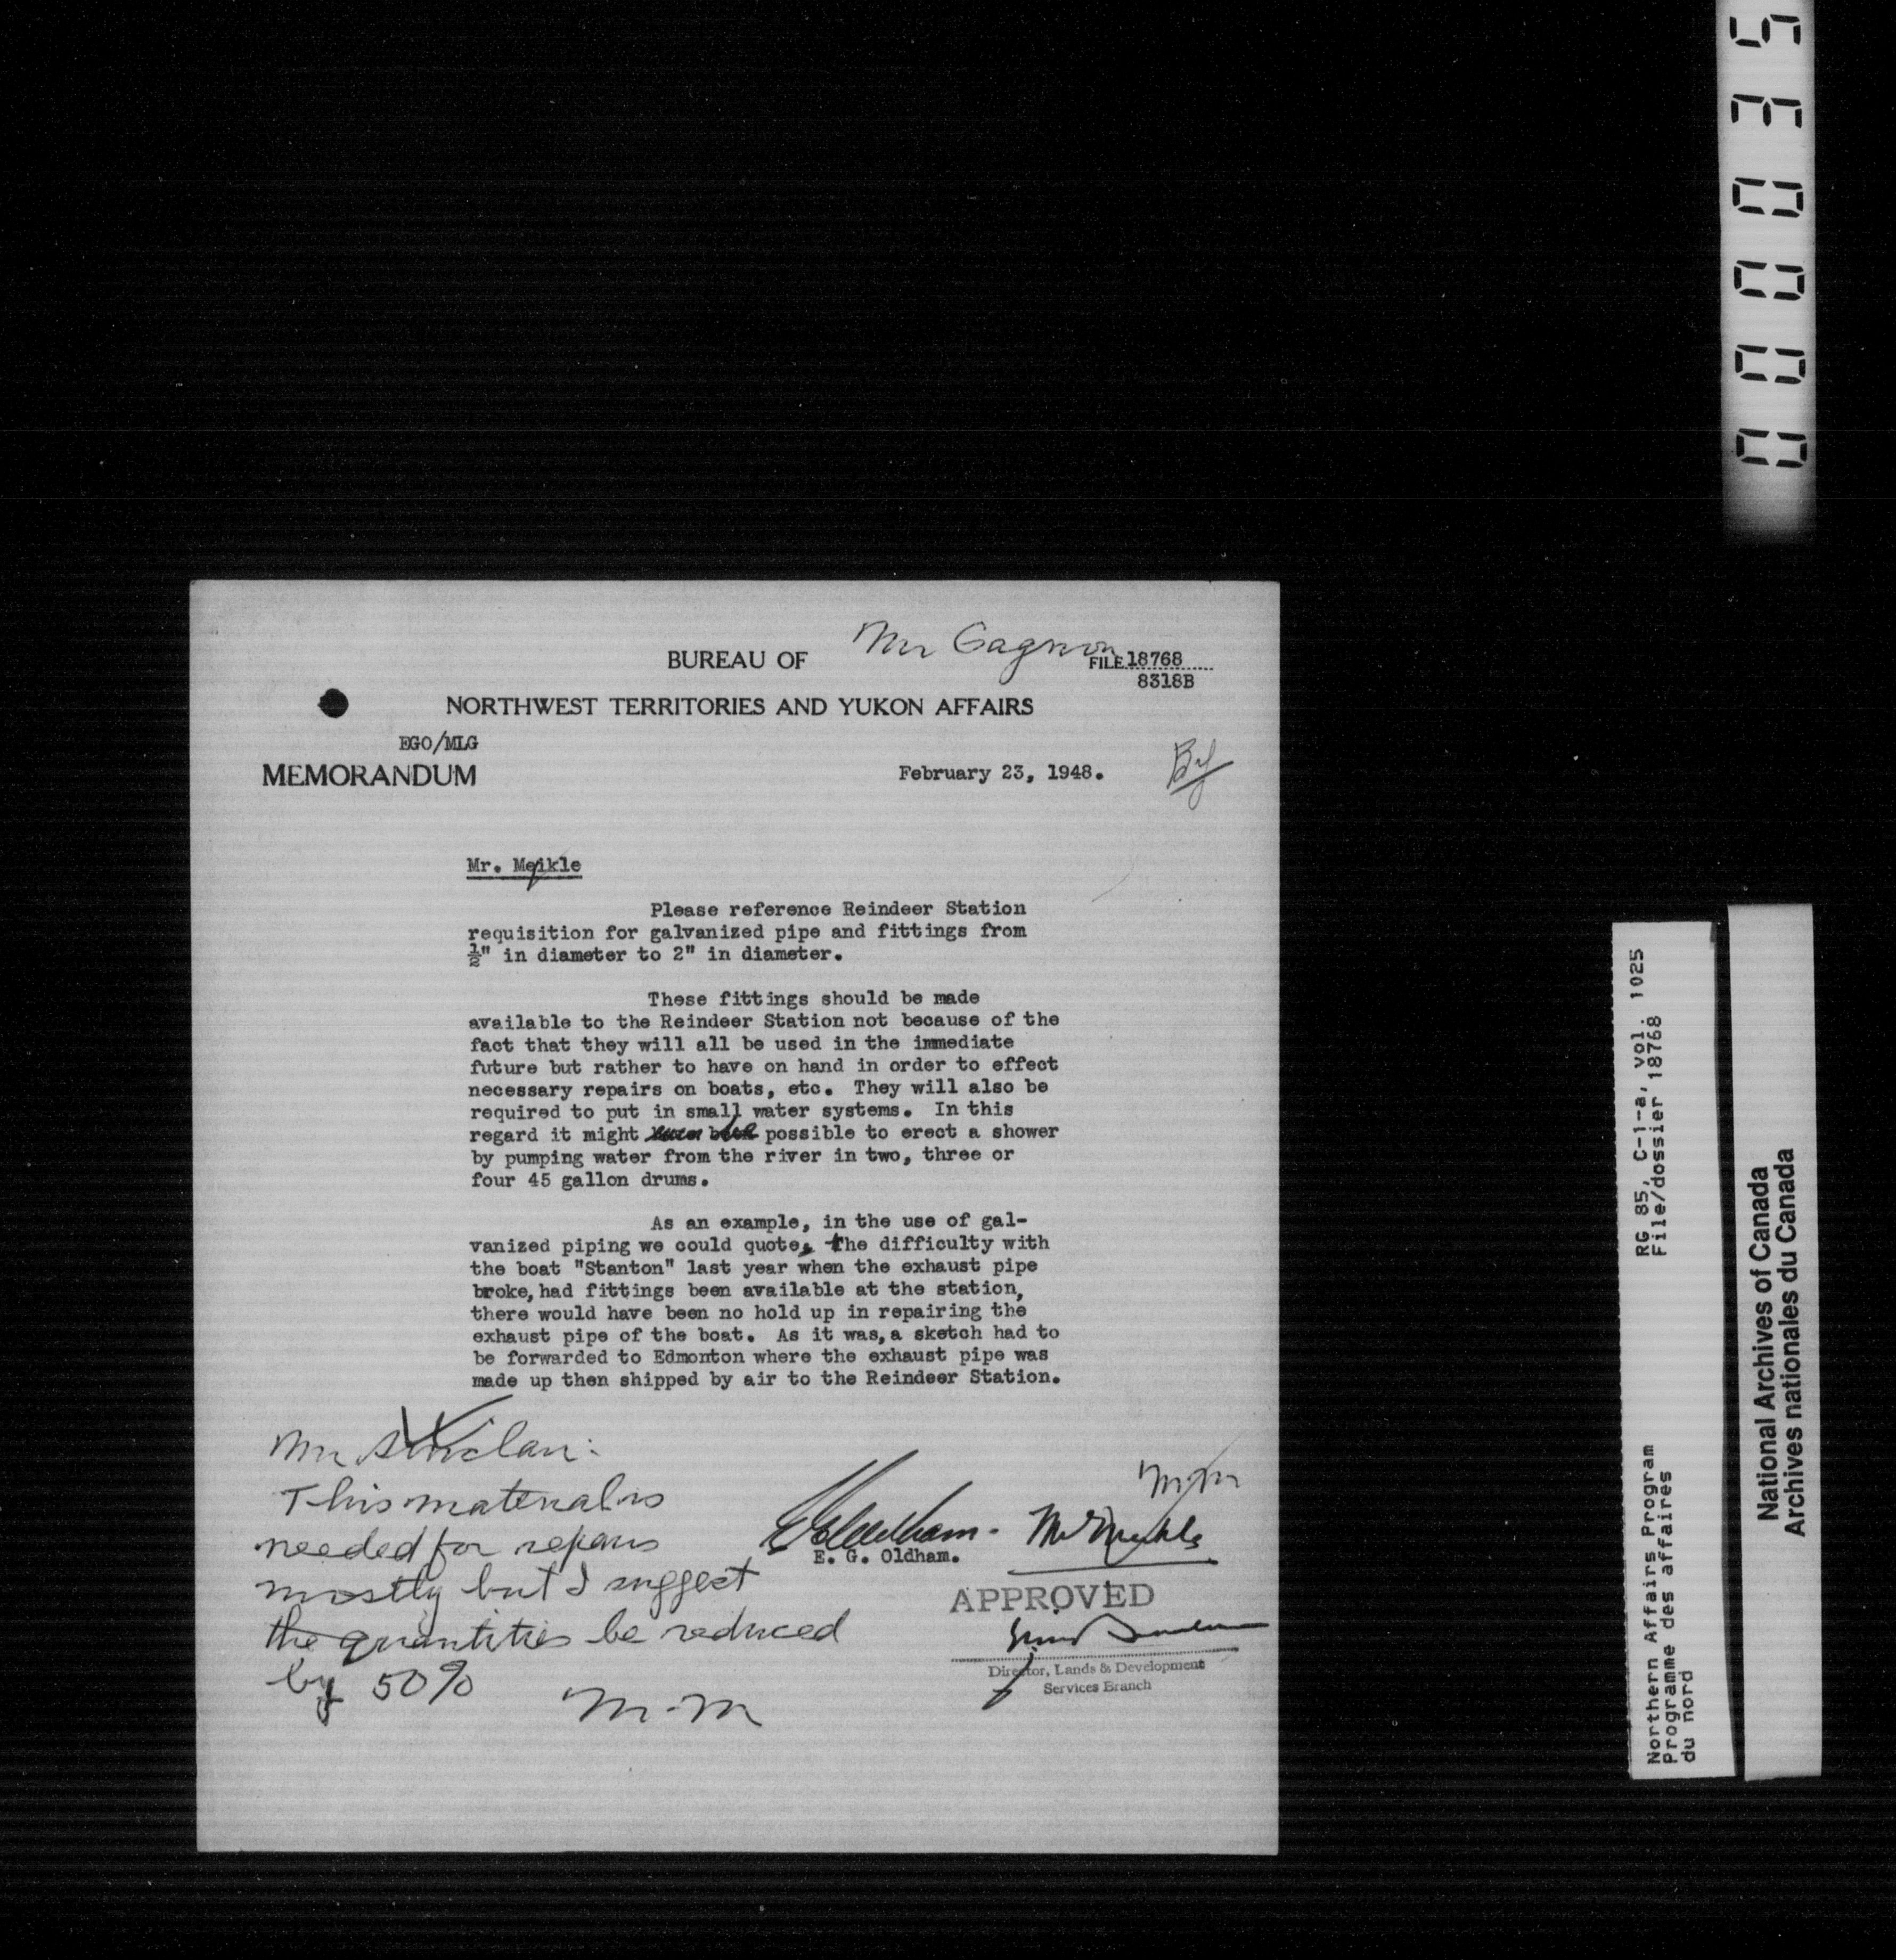 Mr Gagnon
BUREAU OF
FILE 18768
8318B
NORTHWEST TERRITORIES AND YUKON AFFAIRS
EGO/MLG
MEMORANDUM
February 23, 1948.
Mr. Meikle
Please reference Reindeer Station
requisition for galvanized pipe and fittings from
½" in diameter to 2" in diameter.
These fittings should be made
available to the Reindeer Station not because of the
fact that they will all be used in the immediate
future but rather to have on hand in order to effect
necessary repairs on boats, etc. They will also be
required to put in small water systems. In this
regard it might be possible to erect a shower
by pumping water from the river in two, three or
four 45 gallon drums.
As an example, in the use of gal-
vanized piping we could quote, the difficulty with
the boat "Stanton" last year when the exhaust pipe
broke, had fittings been available at the station,
there would have been no hold up in repairing the
exhaust pipe of the boat. As it was, a sketch had to
be forwarded to Edmonton where the exhaust pipe was
made up then shipped by air to the Reindeer Station.
Mr Sinclair:
This material is
needed for repairs
mostly but I suggest
the quantities be reduced
by 50%
M.M
E. G. Oldham.
MM
Mr Meikle
APPROVED
Director, Lands & Development
Services Branch
000035
RG 85, C-1-a, vol. 1025
File/dossier 18768
Northern Affairs Program
Programme des affaires
du nord
National Archives of Canada
Archives nationales du Canada